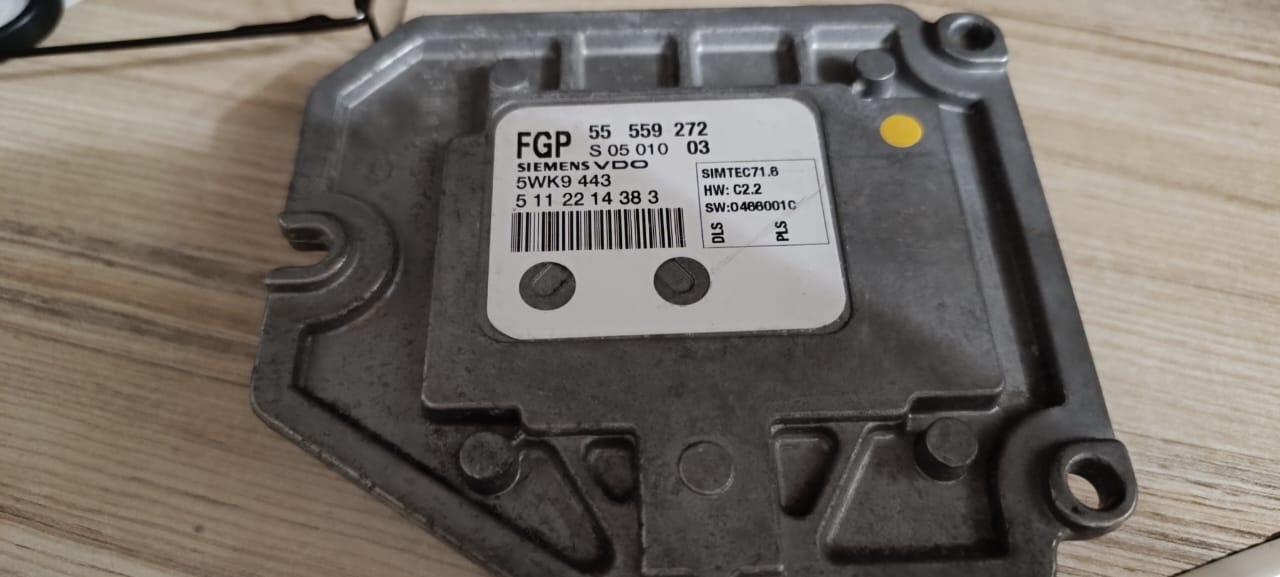 FGP 55 559 272
S 05 010 03
SIEMENS VDO
5WK9 443
5 11 22 14 38 3
SIMTEC71.6
HW: C2.2
SW:0466001C
DLS PLS